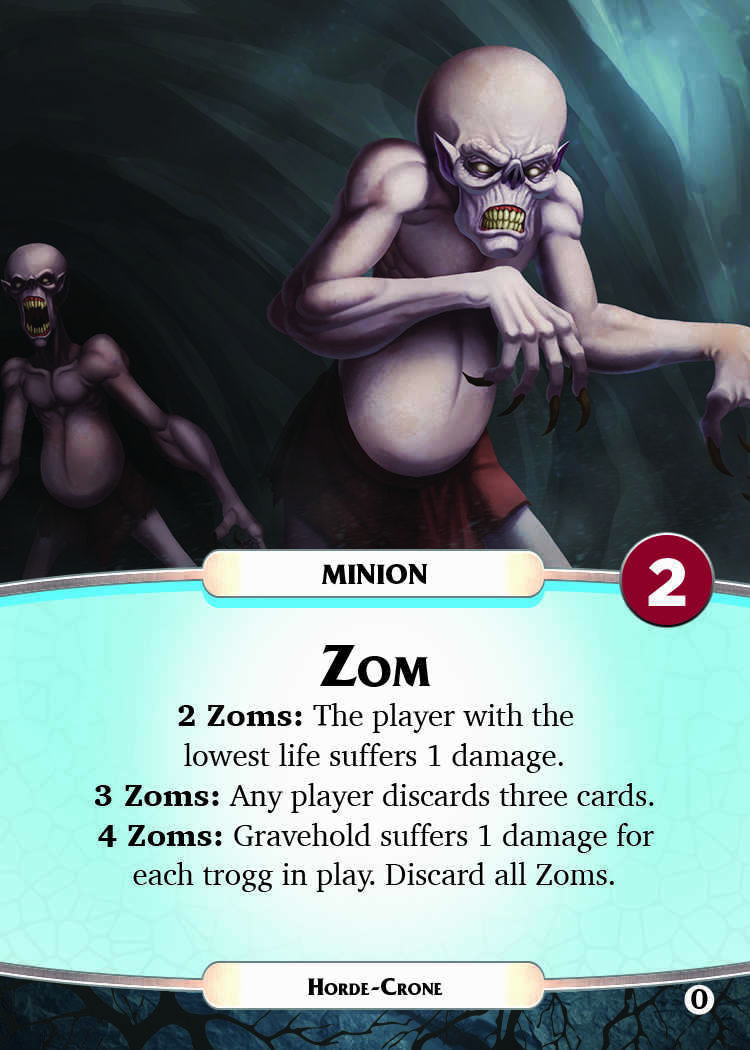 MINION
2
Zom
2 Zoms: The player with the
lowest life suffers 1 damage.
3 Zoms: Any player discards three cards.
4 Zoms: Gravehold suffers 1 damage for
each trogg in play. Discard all Zoms.
Horde-Crone
0